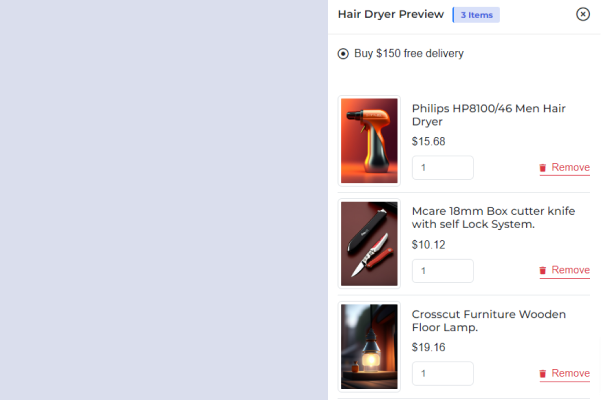 Hair Dryer Preview
3 Items
Buy $150 free delivery
Philips HP8100/46 Men Hair
Dryer
$15.68
1
Remove
Mcare 18mm Box cutter knife
with self Lock System.
$10.12
1
Remove
Crosscut Furniture Wooden
Floor Lamp.
$19.16
1
Remove